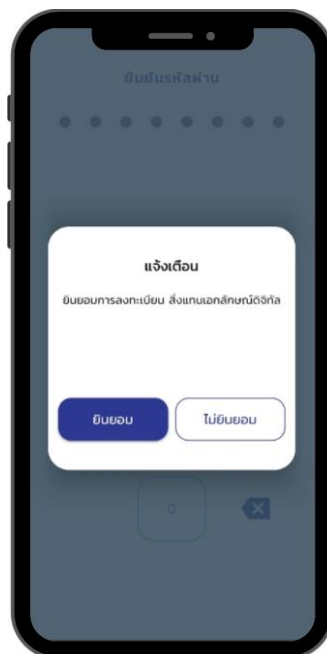 ยืนยันรหัสผ่าน
แจ้งเตือน
ยินยอมการลงทะเบียน สิ่งแทนเอกลักษณ์ดิจิทัล
ยินยอม
ไม่ยินยอม
0